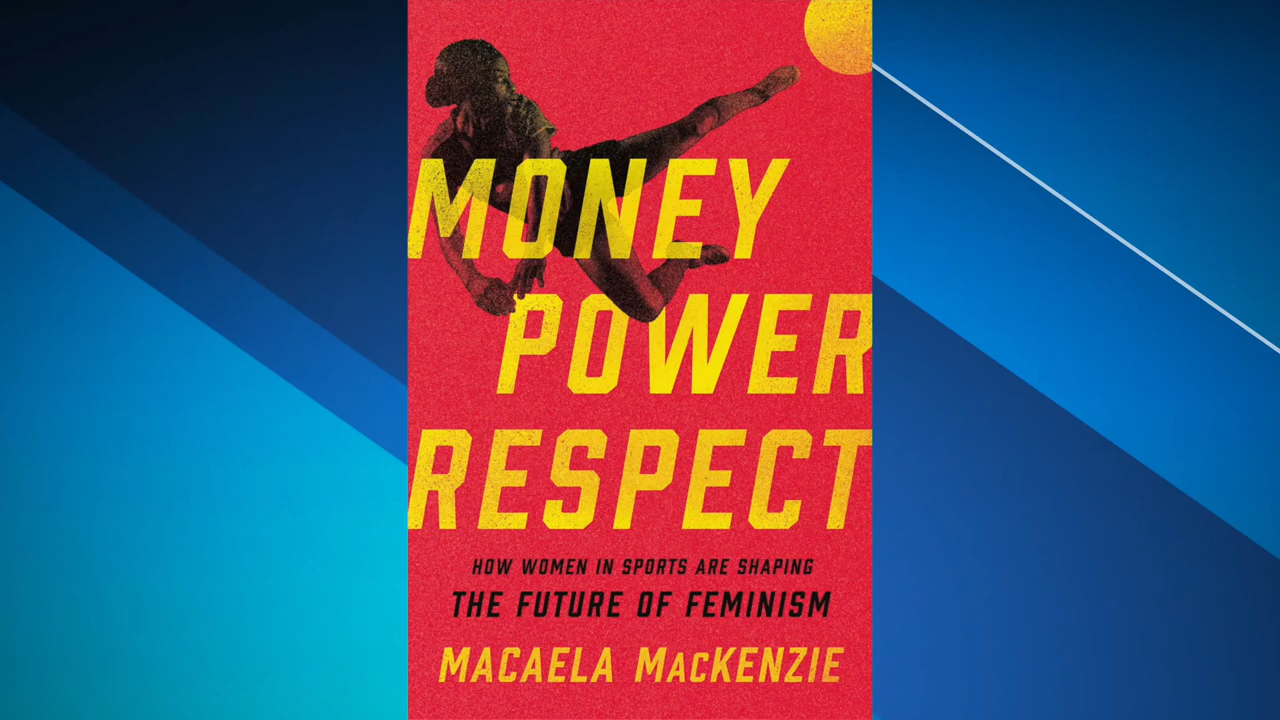 MONEY
POWER
RESPECT
HOW WOMEN IN SPORTS ARE SHAPING
THE FUTURE OF FEMINISM
MACAELA MACKENZIE